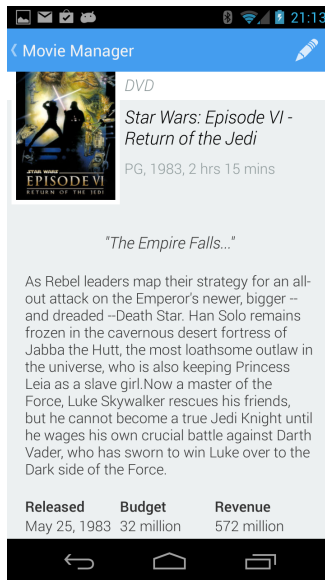 21:13
Movie Manager
DVD
Star Wars: Episode VI -
Return of the Jedi
PG, 1983, 2 hrs 15 mins
STAR WARS
EPISODE VI
RETURN OF THE JEDI
"The Empire Falls..."
As Rebel leaders map their strategy for an all-
out attack on the Emperor's newer, bigger --
and dreaded --Death Star. Han Solo remains
frozen in the cavernous desert fortress of
Jabba the Hutt, the most loathsome outlaw in
the universe, who is also keeping Princess
Leia as a slave girl.Now a master of the
Force, Luke Skywalker rescues his friends,
but he cannot become a true Jedi Knight until
he wages his own crucial battle against Darth
Vader, who has sworn to win Luke over to the
Dark side of the Force.
Released Budget Revenue
May 25, 1983 32 million 572 million